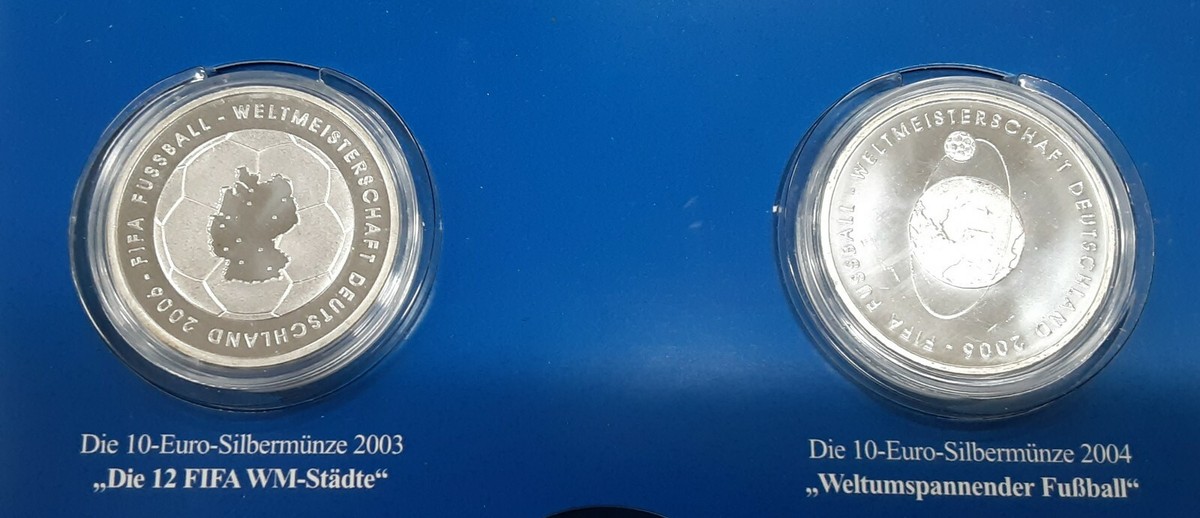 FIFA FUSSBALL - WELTMEISTERSCHAFT DEUTSCHLAND 2006 -
Die 10-Euro-Silbermünze 2003
„Die 12 FIFA WM-Städte“
FIFA FUSSBALL - WELTMEISTERSCHAFT DEUTSCHLAND 2006 -
Die 10-Euro-Silbermünze 2004
„Weltumspannender Fußball“